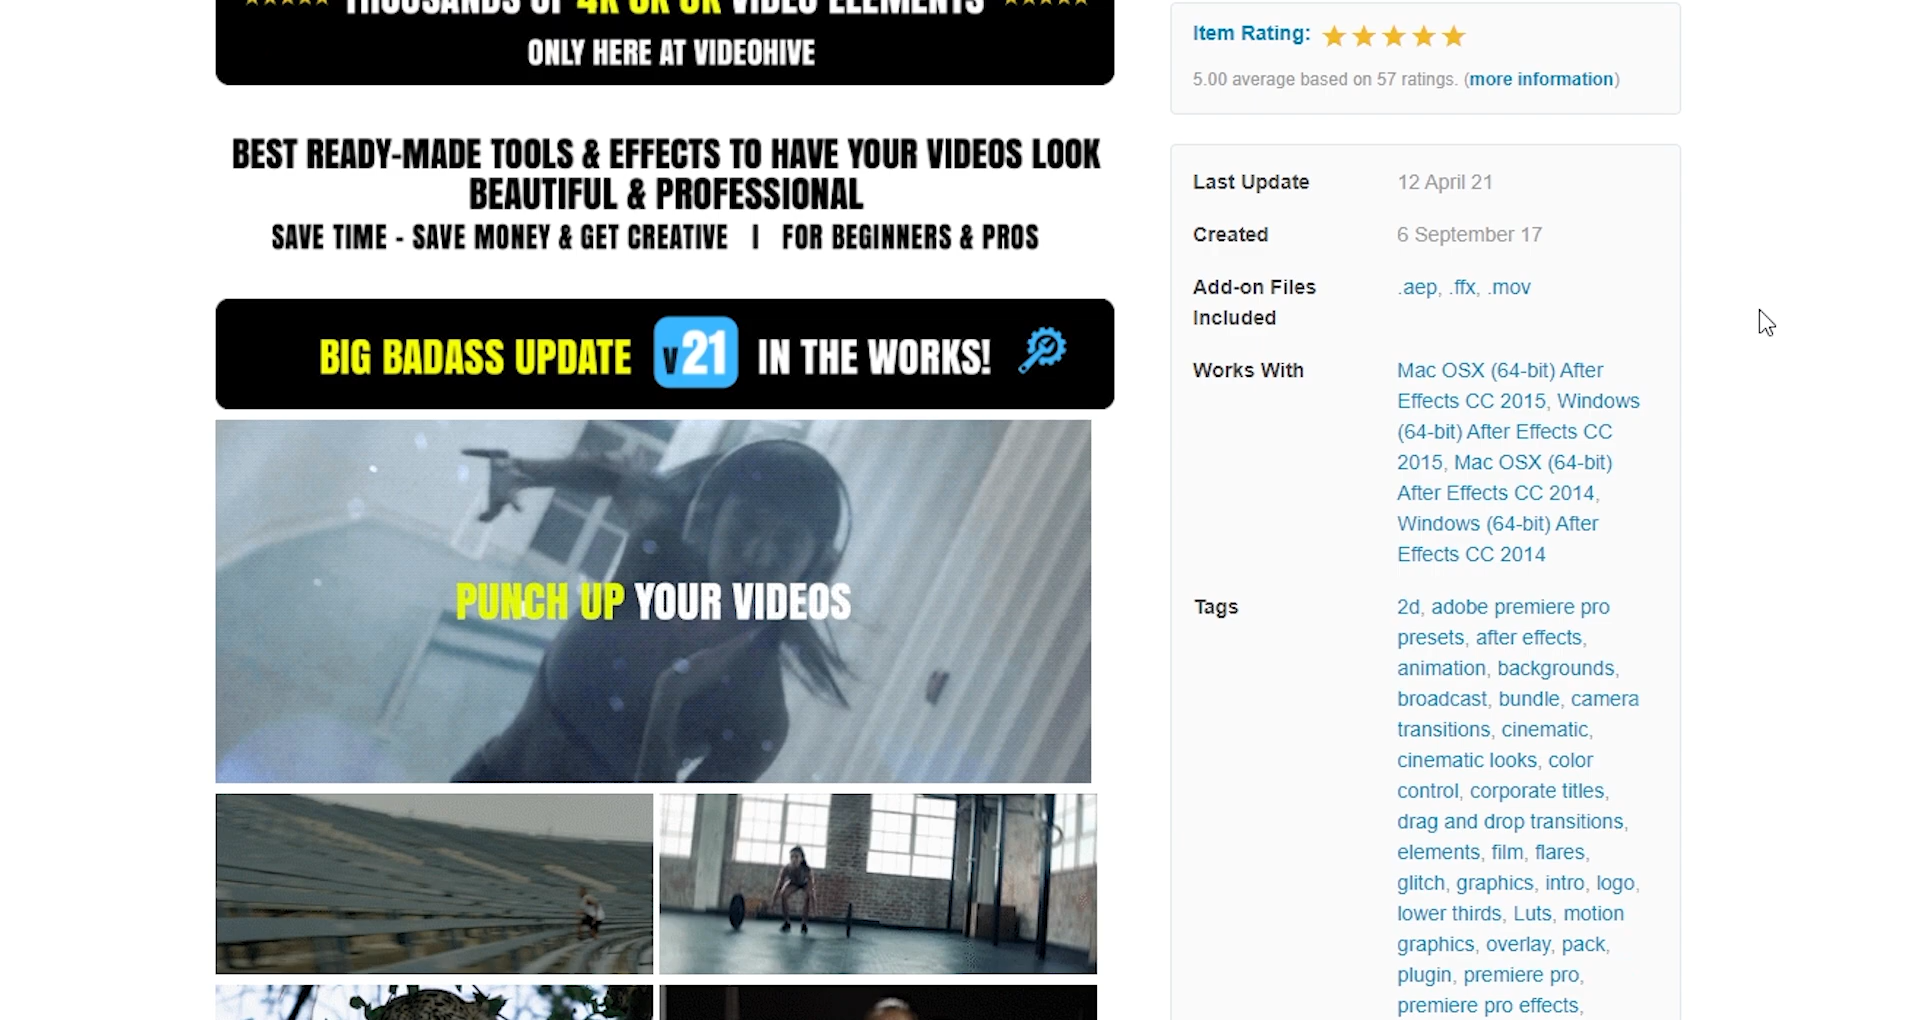 THOUSANDS OF 4K 6K 8K VIDEO ELEMENTS
ONLY HERE AT VIDEOHIVE
BEST READY-MADE TOOLS & EFFECTS TO HAVE YOUR VIDEOS LOOK
BEAUTIFUL & PROFESSIONAL
SAVE TIME - SAVE MONEY & GET CREATIVE | FOR BEGINNERS & PROS
BIG BADASS UPDATE v21 IN THE WORKS!
PUNCH UP YOUR VIDEOS
Item Rating:
5.00 average based on 57 ratings. (more information)
Last Update 12 April 21
Created 6 September 17
Add-on Files .aep, .ffx, .mov
Included
Works With Mac OSX (64-bit) After
Effects CC 2015, Windows
(64-bit) After Effects CC
2015, Mac OSX (64-bit)
After Effects CC 2014,
Windows (64-bit) After
Effects CC 2014
Tags 2d, adobe premiere pro
presets, after effects,
animation, backgrounds,
broadcast, bundle, camera
transitions, cinematic,
cinematic looks, color
control, corporate titles,
drag and drop transitions,
elements, film, flares,
glitch, graphics, intro, logo,
lower thirds, Luts, motion
graphics, overlay, pack,
plugin, premiere pro,
premiere pro effects,